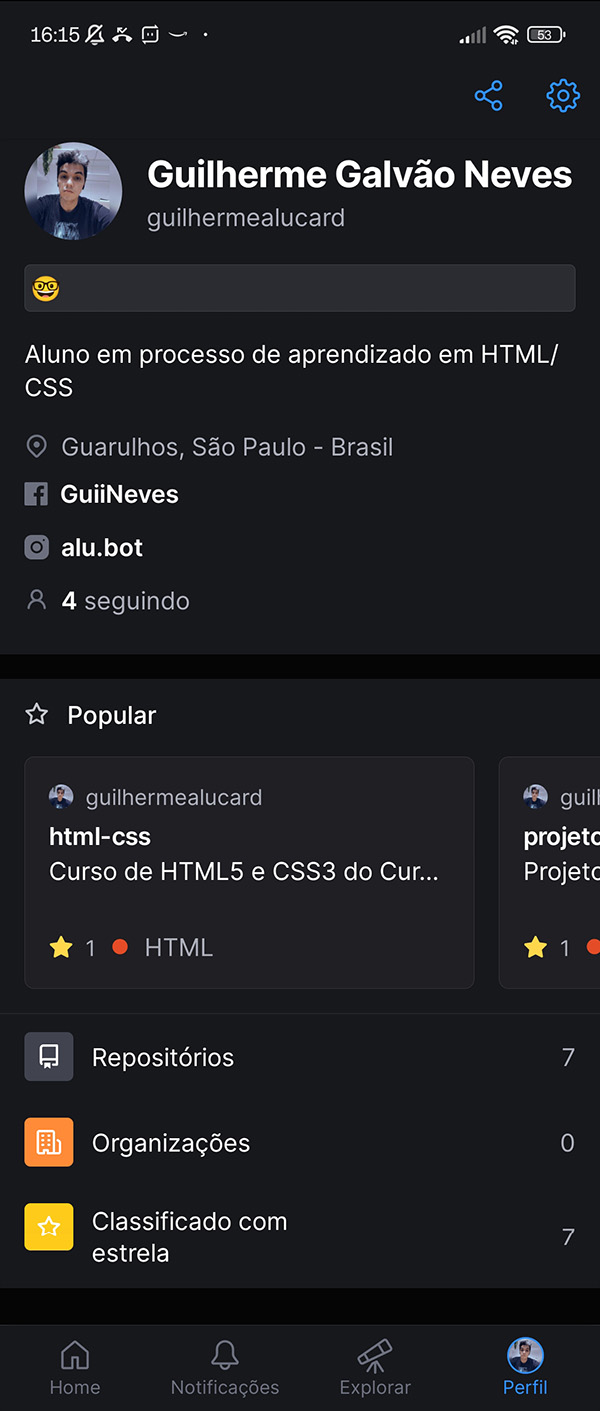 16:15
53
Guilherme Galvão Neves
guilhermealucard
Aluno em processo de aprendizado em HTML/
CSS
Guarulhos, São Paulo - Brasil
GuiiNeves
alu.bot
4 seguindo
Popular
guilhermealucard
html-css
Curso de HTML5 e CSS3 do Cur...
1 HTML
guil
projeto
Projeto
1
Repositórios 7
Organizações 0
Classificado com
estrela
7
Home
Notificações
Explorar
Perfil